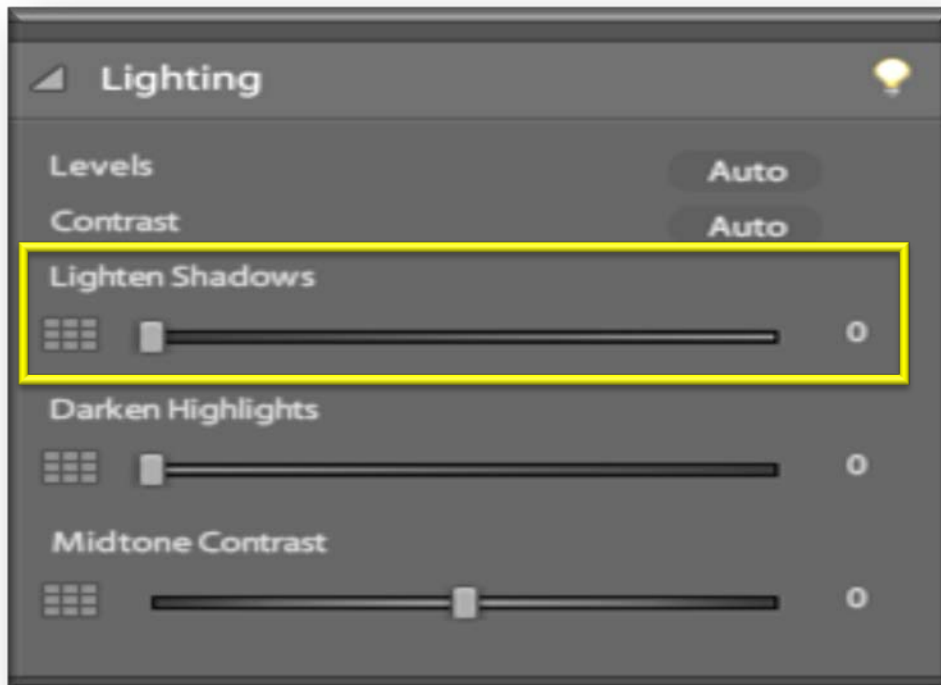 Lighting
Levels Auto
Contrast Auto
Lighten Shadows
0
Darken Highlights
0
Midtone Contrast
0